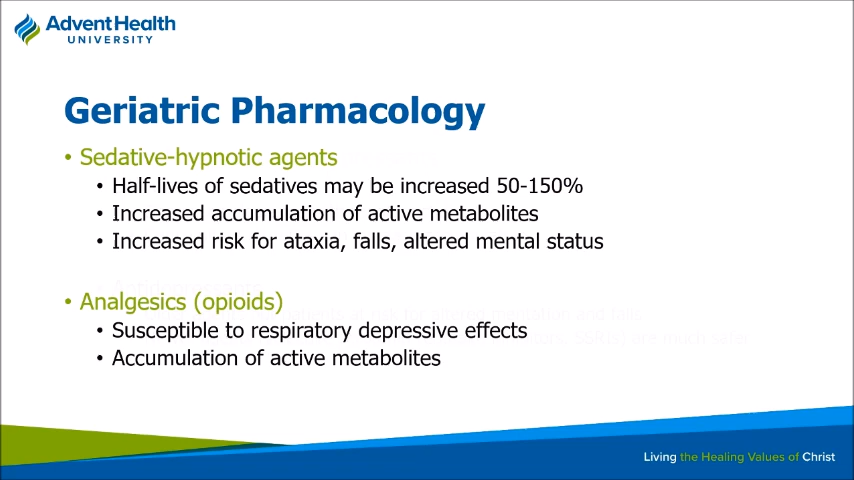 AdventHealth
UNIVERSITY
Geriatric Pharmacology
• Sedative-hypnotic agents
• Half-lives of sedatives may be increased 50-150%
• Increased accumulation of active metabolites
• Increased risk for ataxia, falls, altered mental status
• Analgesics (opioids)
• Susceptible to respiratory depressive effects
• Accumulation of active metabolites
Living the Healing Values of Christ